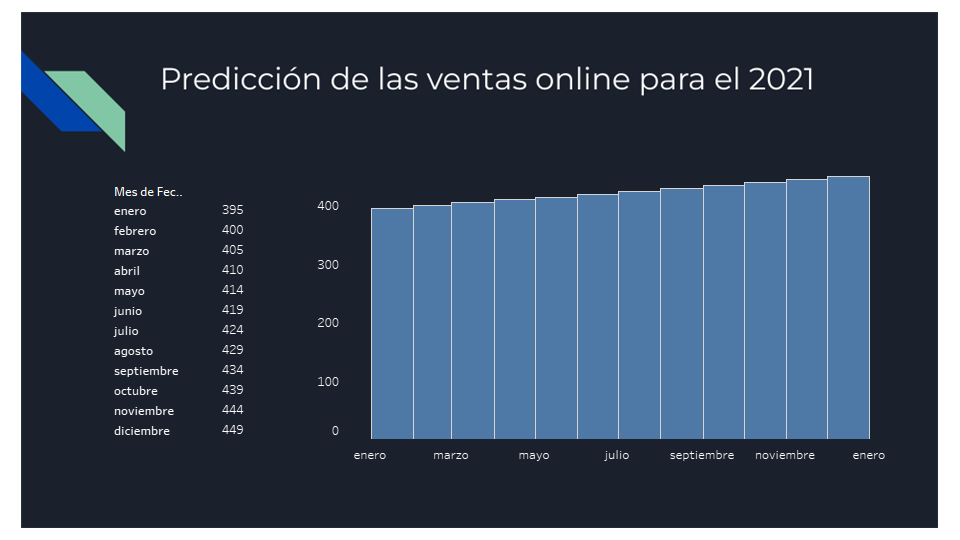 Predicción de las ventas online para el 2021
Mes de Fec..
enero 395
febrero 400
marzo 405
abril 410
mayo 414
junio 419
julio 424
agosto 429
septiembre 434
octubre 439
noviembre 444
diciembre 449
400
300
200
100
0
enero marzo mayo julio septiembre noviembre enero